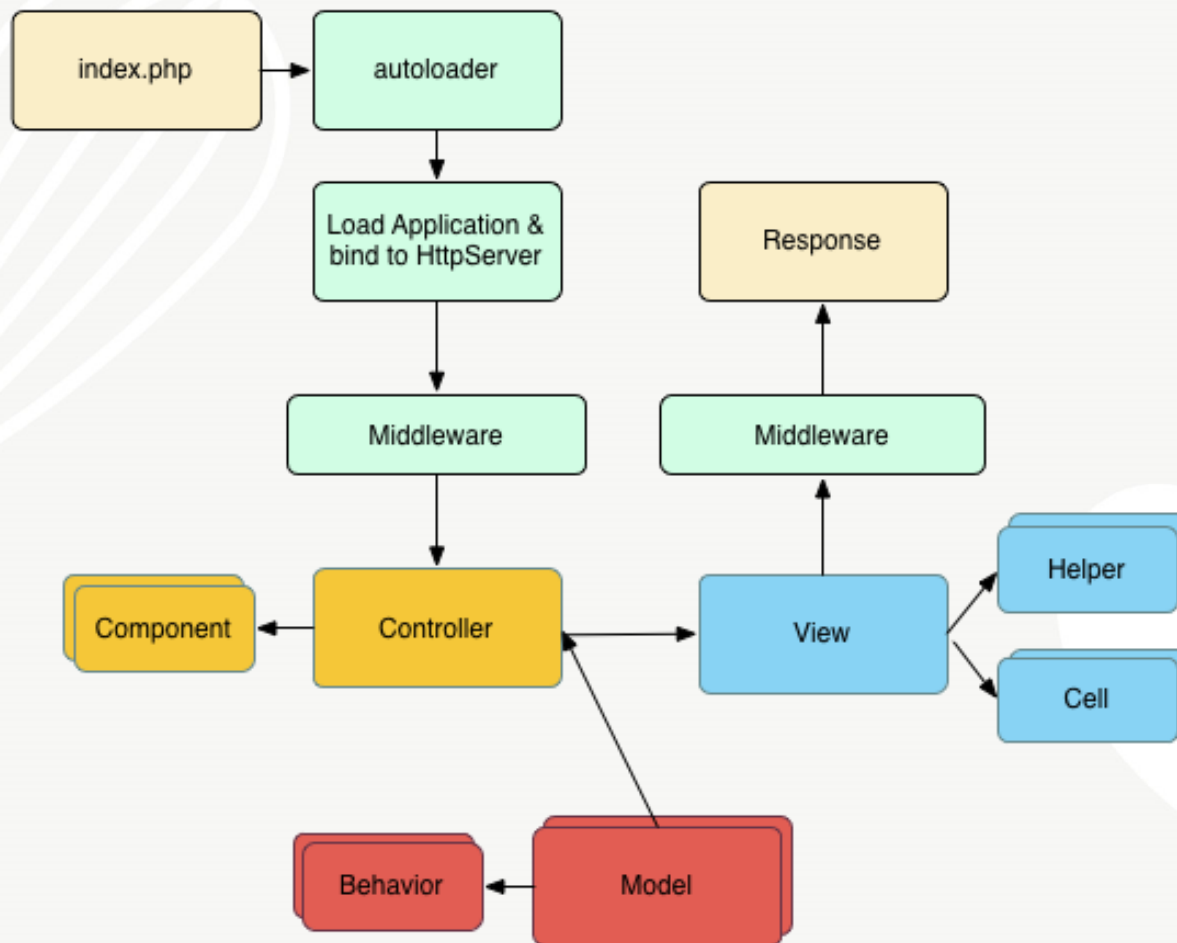 index.php
autoloader
Load Application &
bind to HttpServer
Response
Middleware
Middleware
Component
Controller
View
Helper
Cell
Behavior
Model